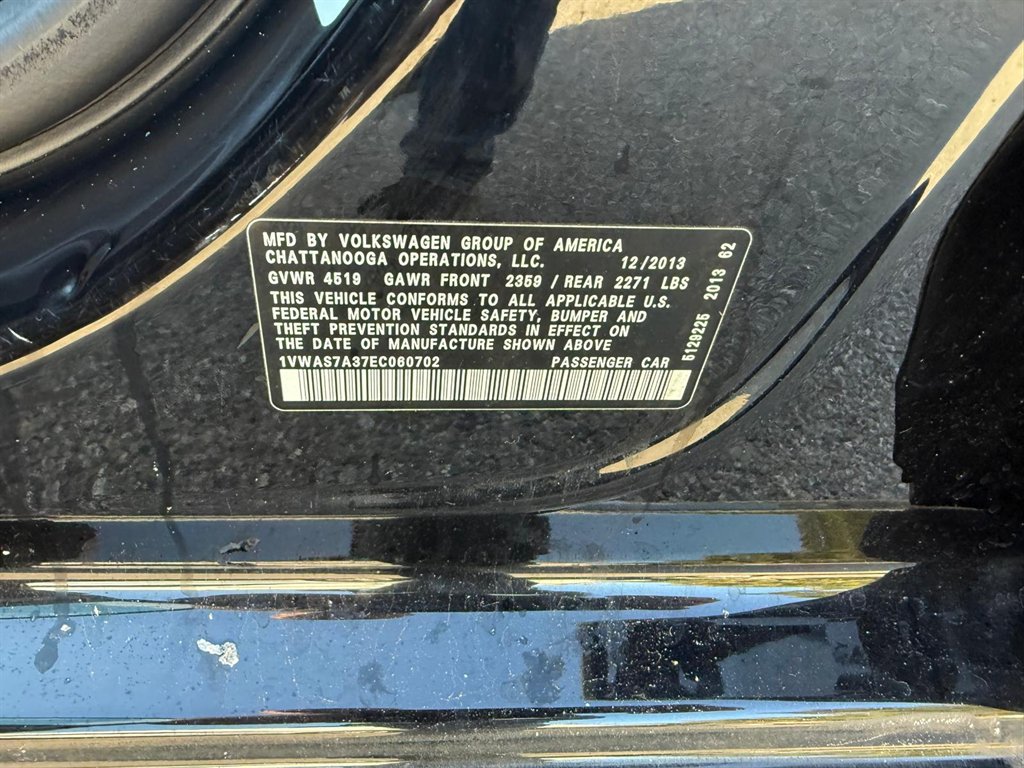 MFD BY VOLKSWAGEN GROUP OF AMERICA
CHATTANOOGA OPERATIONS, LLC. 12/2013
GVWR 4519 GAWR FRONT 2359 / REAR 2271 LBS
THIS VEHICLE CONFORMS TO ALL APPLICABLE U.S.
FEDERAL MOTOR VEHICLE SAFETY, BUMPER AND
THEFT PREVENTION STANDARDS IN EFFECT ON
THE DATE OF MANUFACTURE SHOWN ABOVE
1VWAS7A37EC060702 PASSENGER CAR
5129225 2013 62